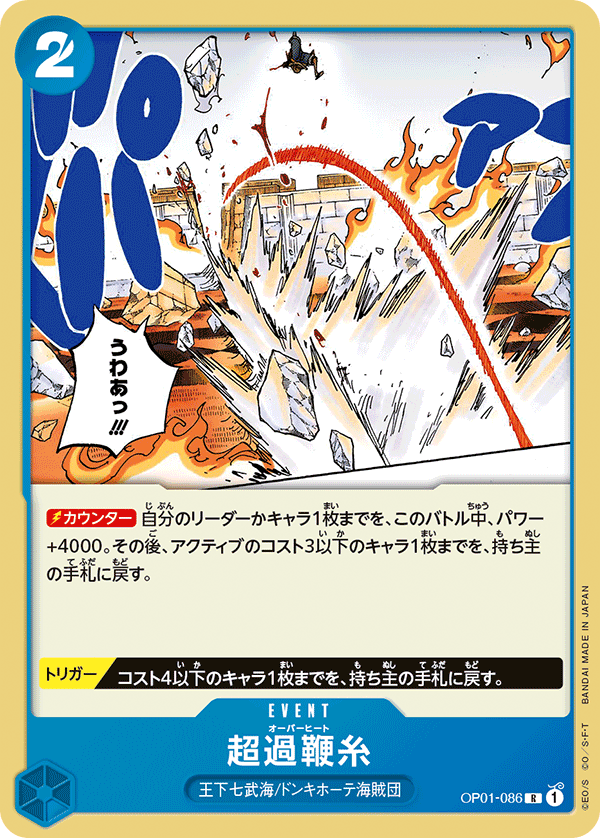 2
パパ
アア
うわあっ!!!
カウンター 自分のリーダーかキャラ1枚までを、このバトル中、パワー
+4000。その後、アクティブのコスト3以下のキャラ1枚までを、持ち主
の手札に戻す。
トリガー コスト4以下のキャラ1枚までを、持ち主の手札に戻す。
EVENT
オーバーヒート
超過鞭糸
王下七武海/ドンキホーテ海賊団
OP01-086 R 1
©E.O/S ©O/S・F・T BANDAI MADE IN JAPAN